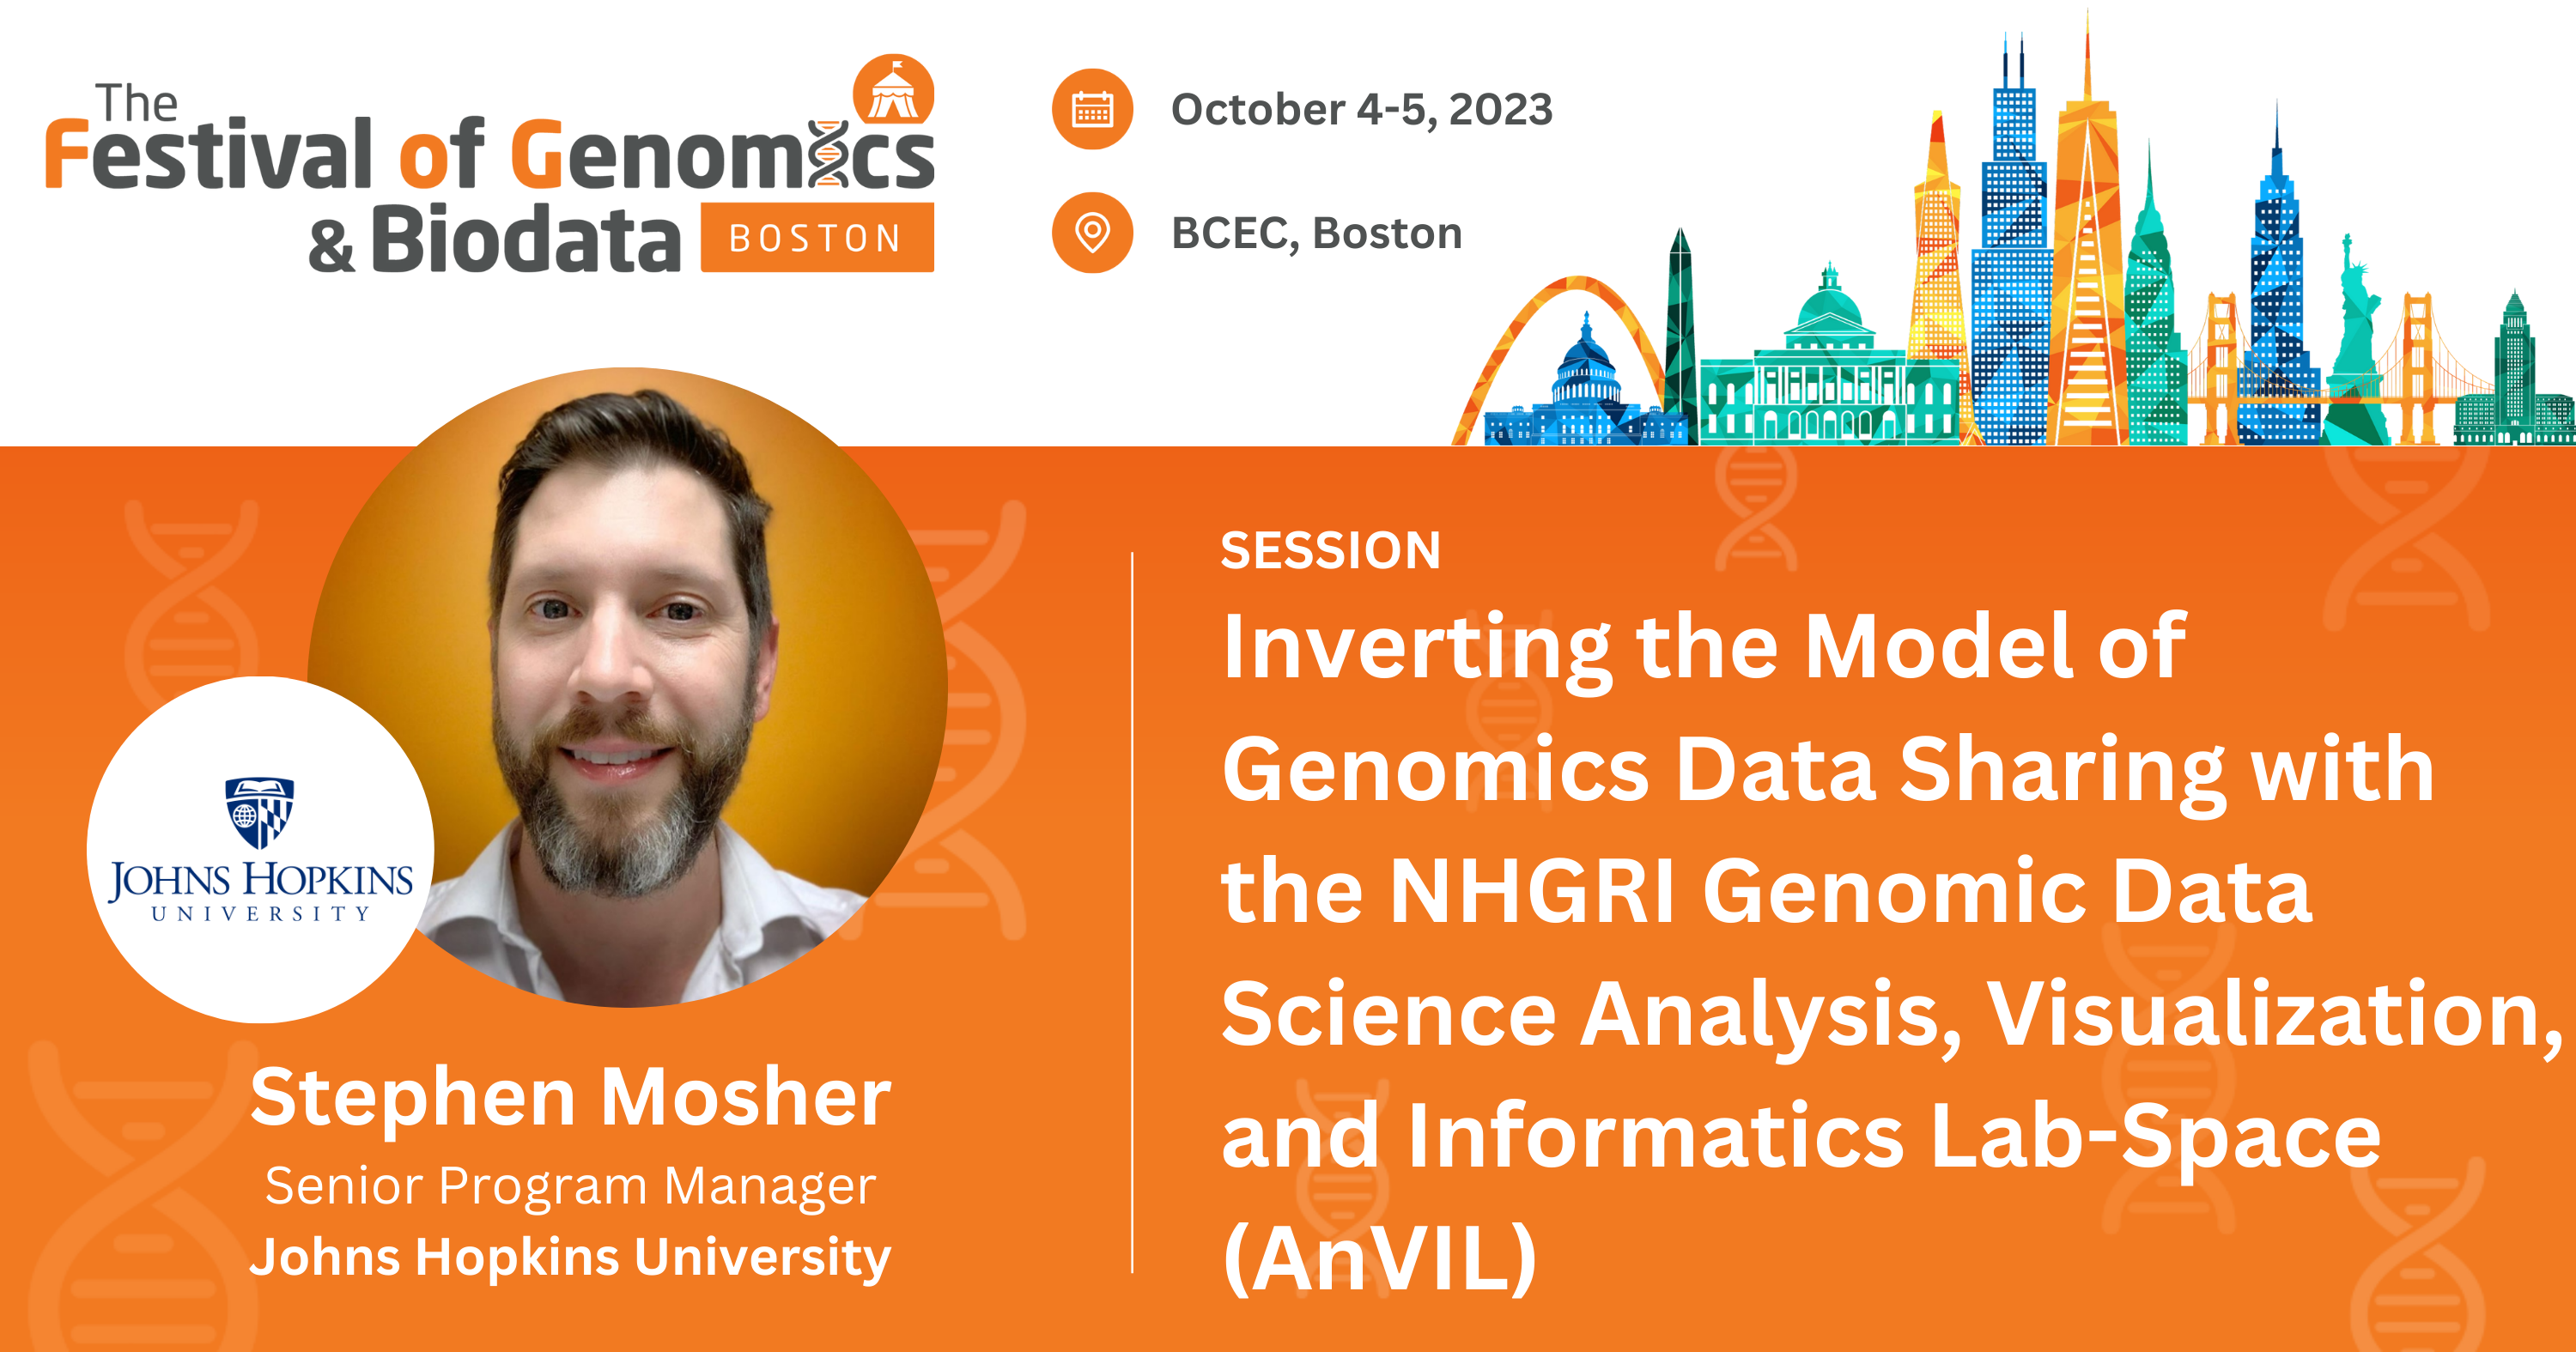 The
Festival of Genomics
& Biodata BOSTON
October 4-5, 2023
BCEC, Boston
JOHNS HOPKINS
UNIVERSITY
Stephen Mosher
Senior Program Manager
Johns Hopkins University
SESSION
Inverting the Model of
Genomics Data Sharing with
the NHGRI Genomic Data
Science Analysis, Visualization,
and Informatics Lab-Space
(AnVIL)